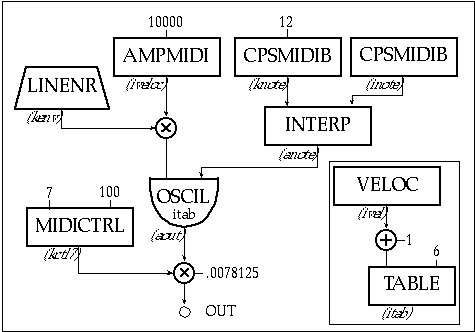 10000
12
AMPMIDI
CPSMIDIB
CPSMIDIB
LINENR
(iveloc)
(knote)
(inote)
(kenv)
INTERP
(anote)
7
100
OSCIL
itab
VELOC
MIDICTRL
(aout)
(ivel)
(kctl7)
1
.0078125
6
TABLE
OUT
(itab)